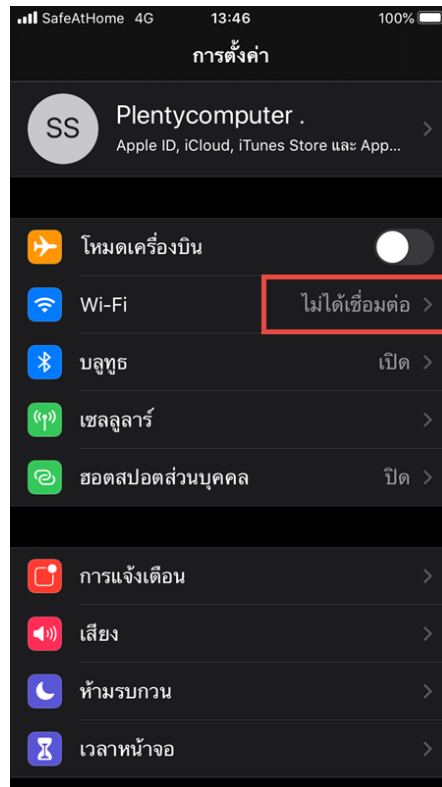 SafeAtHome 4G 13:46 100%
การตั้งค่า
SS
Plentycomputer .
Apple ID, iCloud, iTunes Store และ App...
โหมดเครื่องบิน
Wi-Fi ไม่ได้เชื่อมต่อ
บลูทูธ เปิด
เซลลูลาร์
ฮอตสปอตส่วนบุคคล ปิด
การแจ้งเตือน
เสียง
ห้ามรบกวน
เวลาหน้าจอ